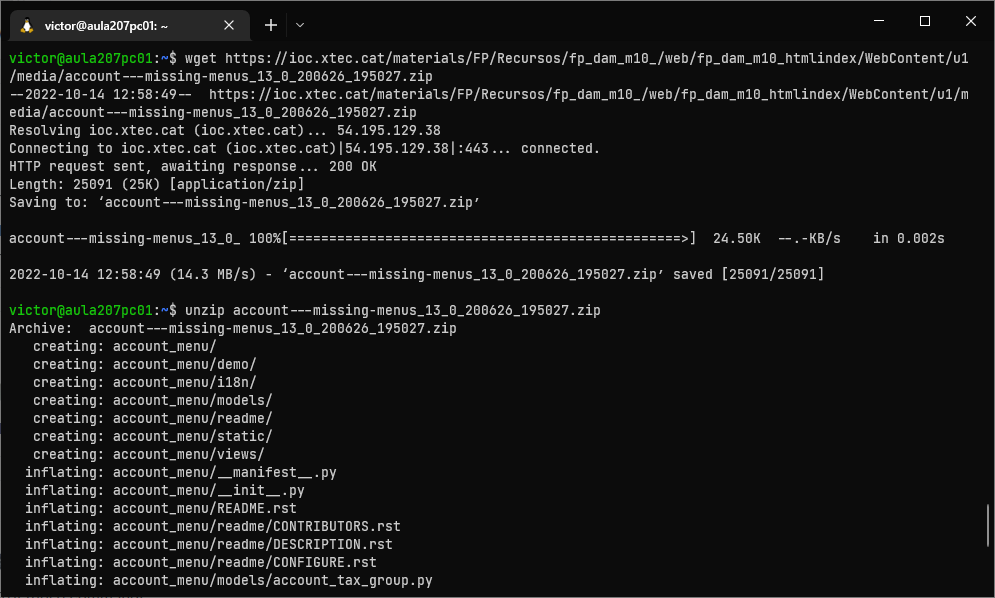 victor@aula207pc01: ~
victor@aula207pc01:~$ wget https://ioc.xtec.cat/materials/FP/Recursos/fp_dam_m10_/web/fp_dam_m10_htmlindex/WebContent/u1
/media/account---missing-menus_13_0_200626_195027.zip
--2022-10-14 12:58:49--  https://ioc.xtec.cat/materials/FP/Recursos/fp_dam_m10_/web/fp_dam_m10_htmlindex/WebContent/u1/m
edia/account---missing-menus_13_0_200626_195027.zip
Resolving ioc.xtec.cat (ioc.xtec.cat)... 54.195.129.38
Connecting to ioc.xtec.cat (ioc.xtec.cat)|54.195.129.38|:443... connected.
HTTP request sent, awaiting response... 200 OK
Length: 25091 (25K) [application/zip]
Saving to: ‘account---missing-menus_13_0_200626_195027.zip’
account---missing-menus_13_0_ 100%[=================================================>]  24.50K  --.-KB/s    in 0.002s
2022-10-14 12:58:49 (14.3 MB/s) - ‘account---missing-menus_13_0_200626_195027.zip’ saved [25091/25091]
victor@aula207pc01:~$ unzip account---missing-menus_13_0_200626_195027.zip
Archive:  account---missing-menus_13_0_200626_195027.zip
   creating: account_menu/
   creating: account_menu/demo/
   creating: account_menu/i18n/
   creating: account_menu/models/
   creating: account_menu/readme/
   creating: account_menu/static/
   creating: account_menu/views/
  inflating: account_menu/__manifest__.py
  inflating: account_menu/__init__.py
  inflating: account_menu/README.rst
  inflating: account_menu/readme/CONTRIBUTORS.rst
  inflating: account_menu/readme/DESCRIPTION.rst
  inflating: account_menu/readme/CONFIGURE.rst
  inflating: account_menu/models/account_tax_group.py